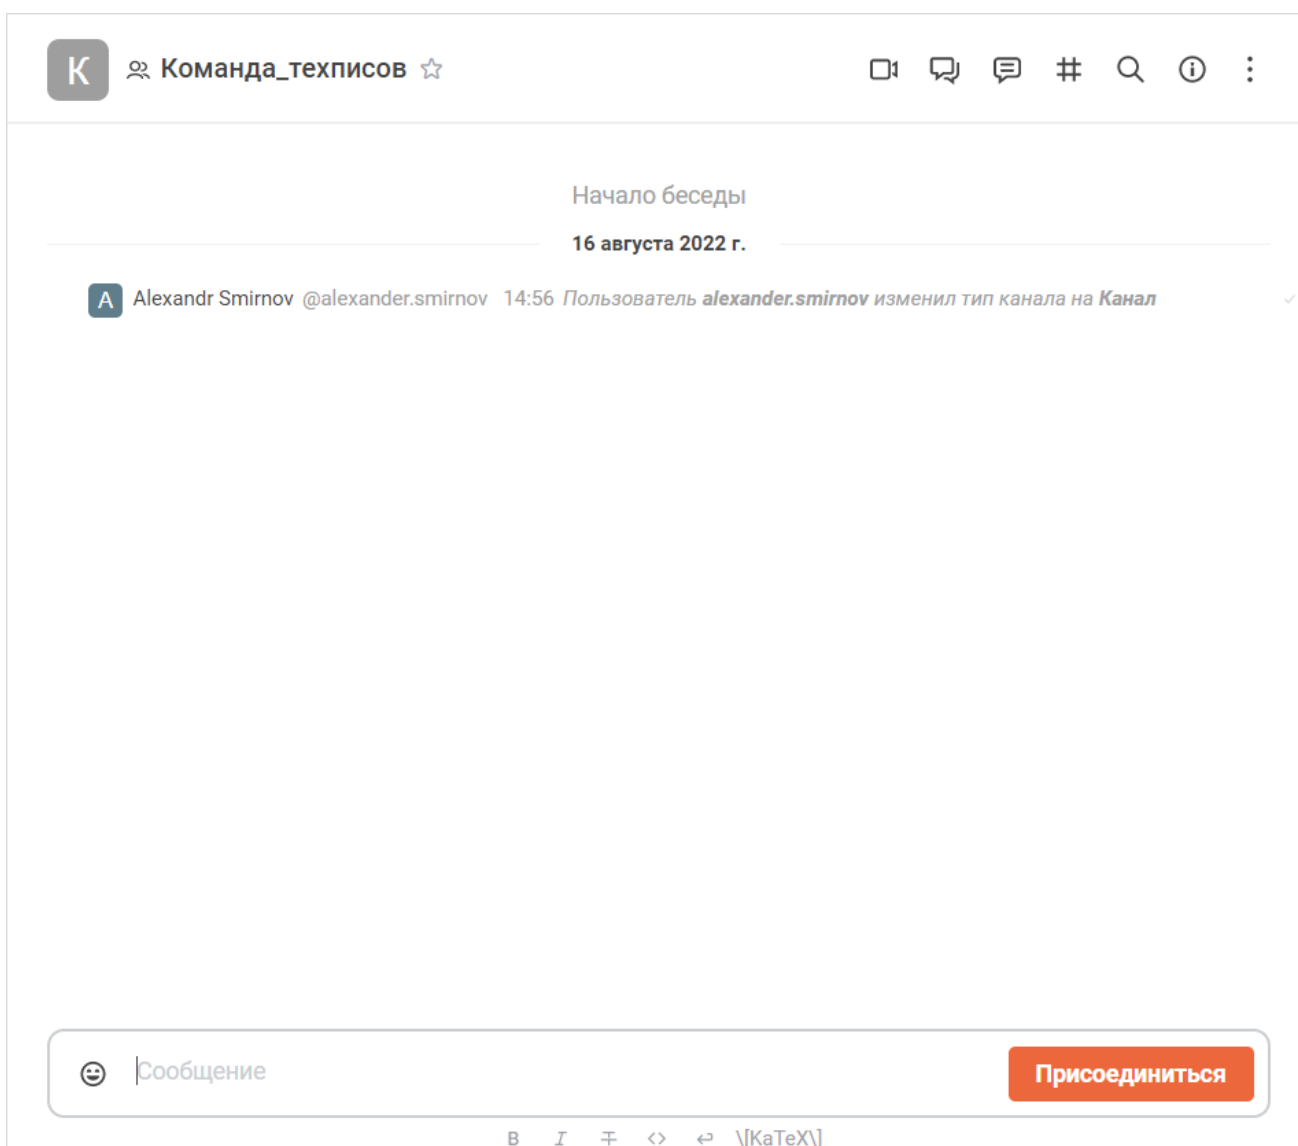 К Команда_техписов
Начало беседы
16 августа 2022 г.
A Alexandr Smirnov @alexander.smirnov 14:56 Пользователь alexander.smirnov изменил тип канала на Канал
Сообщение Присоединиться
B I T <> \[KaTeX\]